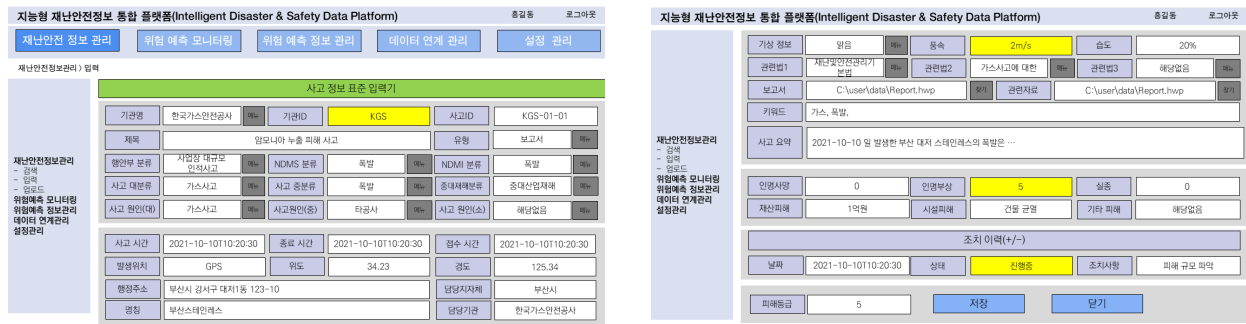 지능형 재난안전정보 통합 플랫폼(Intelligent Disaster & Safety Data Platform) 홍길동 로그아웃
재난안전 정보 관리 위험 예측 모니터링 위험 예측 정보 관리 데이터 연계 관리 설정 관리
재난안전정보관리 > 입력
사고 정보 표준 입력기
기관명 한국가스안전공사 메뉴 기관ID KGS 사고ID KGS-01-01
제목 암모니아 누출 피해 사고 유형 보고서 메뉴
행안부 분류 사업장 대규모 인적사고 메뉴 NDMS 분류 폭발 메뉴 NDMI 분류 폭발 메뉴
사고 대분류 가스사고 메뉴 사고 중분류 폭발 메뉴 중대재해분류 중대산업재해 메뉴
사고 원인(대) 가스사고 메뉴 사고원인(중) 타공사 메뉴 사고 원인(소) 해당없음 메뉴
재난안전정보관리
- 검색
- 입력
- 업로드
위험예측 모니터링
위험예측 정보관리
데이터 연계관리
설정관리
사고 시간 2021-10-10T10:20:30 종료 시간 2021-10-10T10:20:30 접수 시간 2021-10-10T10:20:30
발생위치 GPS 위도 34.23 경도 125.34
행정주소 부산시 강서구 대저1동 123-10 담당지자체 부산시
명칭 부산스테인레스 담당기관 한국가스안전공사
지능형 재난안전정보 통합 플랫폼(Intelligent Disaster & Safety Data Platform) 홍길동 로그아웃
기상 정보 맑음 메뉴 풍속 2m/s 습도 20%
관련법1 재난및안전관리기본법 메뉴 관련법2 가스사고에 대한 메뉴 관련법3 해당없음 메뉴
보고서 C:\user\data\Report.hwp 찾기 관련자료 C:\user\data\Report.hwp 찾기
키워드 가스, 폭발,
사고 요약 2021-10-10 일 발생한 부산 대저 스테인레스의 폭발은 …
재난안전정보관리
- 검색
- 입력
- 업로드
위험예측 모니터링
위험예측 정보관리
데이터 연계관리
설정관리
인명사망 0 인명부상 5 실종 0
재산피해 1억원 시설피해 건물 균열 기타 피해 해당없음
조치 이력(+/-)
날짜 2021-10-10T10:20:30 상태 진행중 조치사항 피해 규모 파악
피해등급 5 저장 닫기